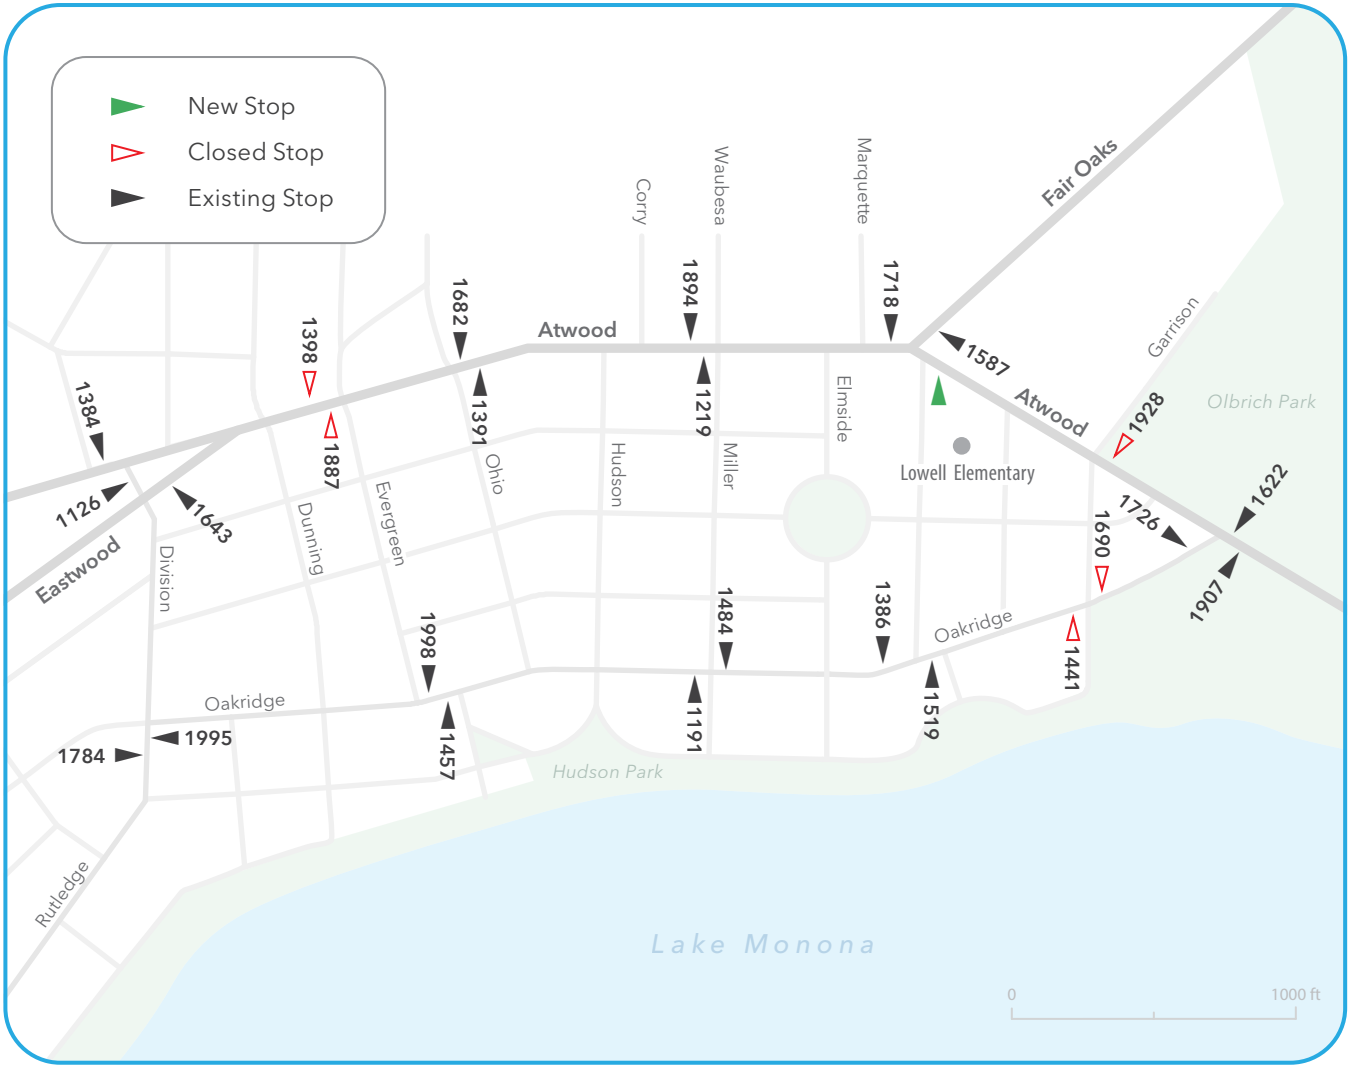 New Stop
Closed Stop
Existing Stop
Fair Oaks
Marquette
Waubesa
Corry
1718
1894
1682
1398
Atwood
Garrison
1587
1384
Elmside
1219
1391
Atwood
1928
Olbrich Park
1887
Ohio
Hudson
Miller
Lowell Elementary
1126
1643
Evergreen
Dunning
1726
1622
1690
Eastwood
Division
1907
1998
1484
1386
Oakridge
1441
Oakridge
1519
1191
1457
1784
1995
Hudson Park
Rutledge
Lake Monona
0
1000 ft